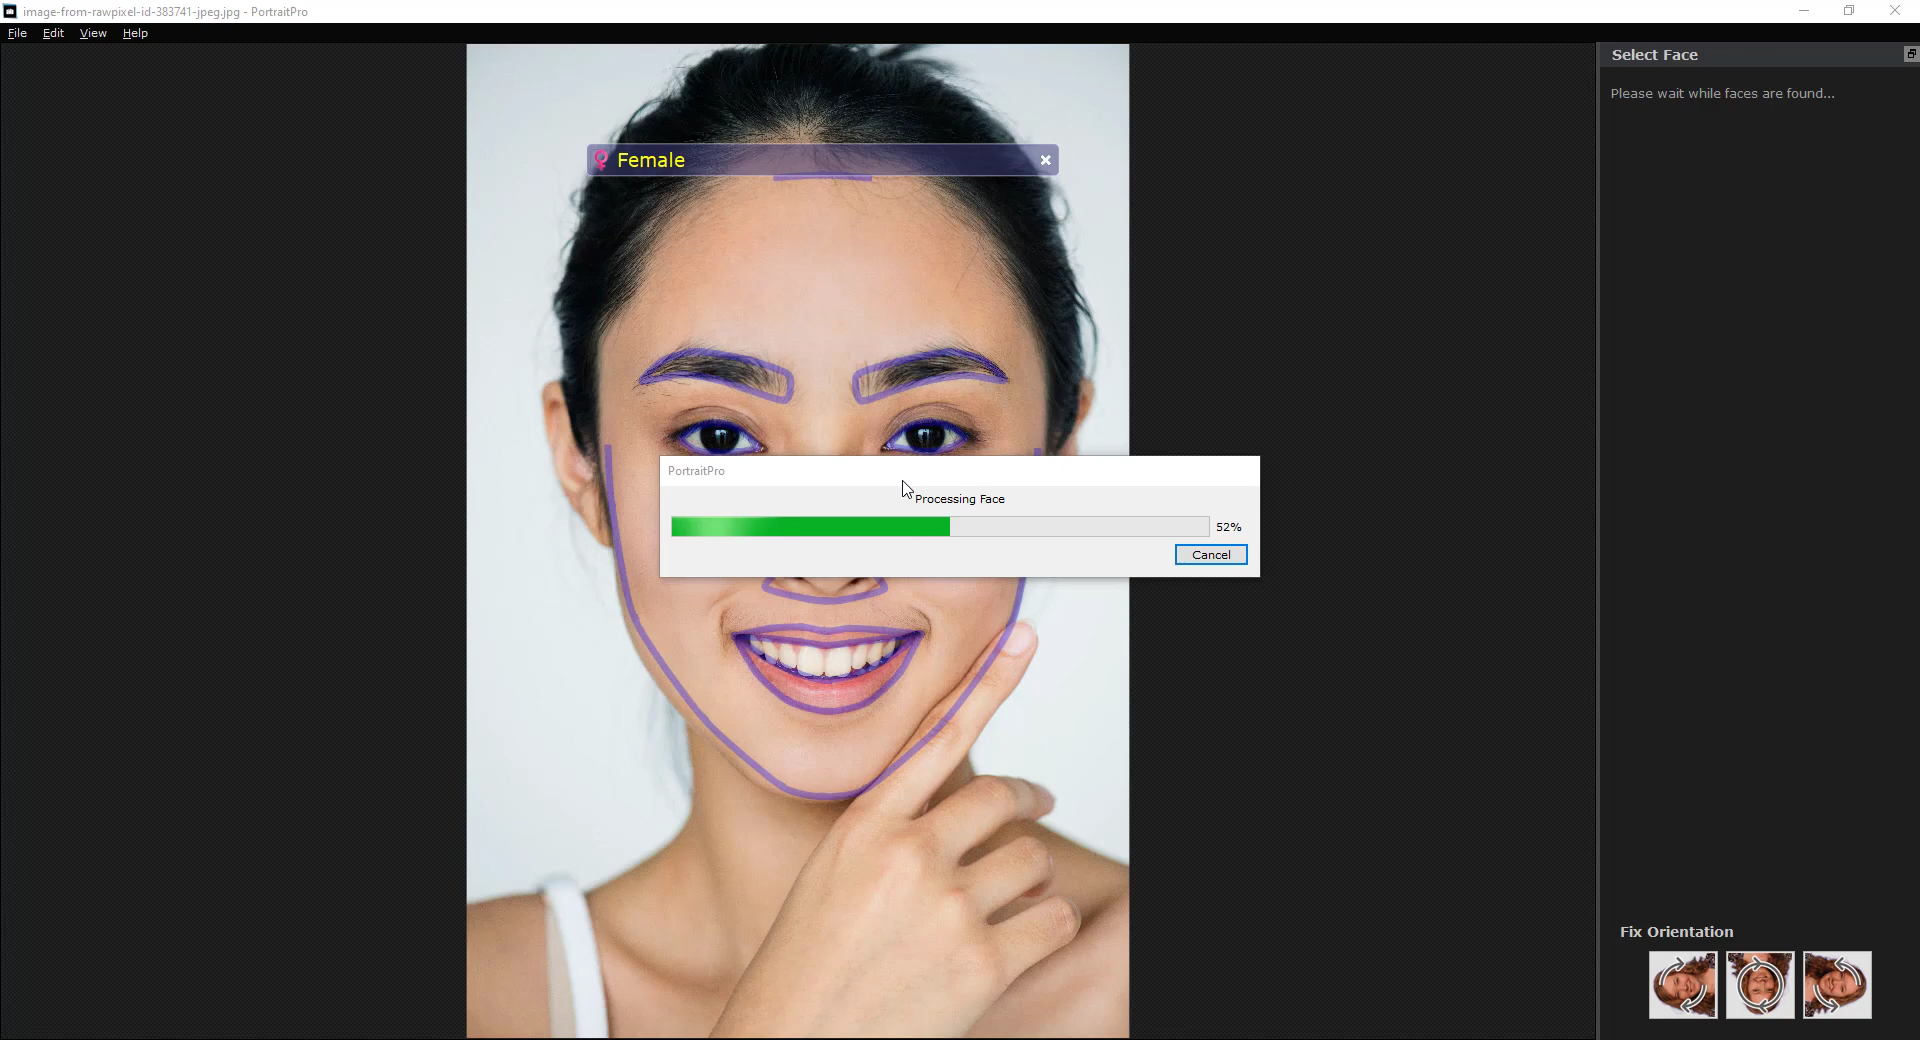 image-from-rawpixel-id-383741-jpeg.jpg - PortraitPro
File Edit View Help
Select Face
Please wait while faces are found...
Female
PortraitPro
Processing Face
52%
Cancel
Fix Orientation